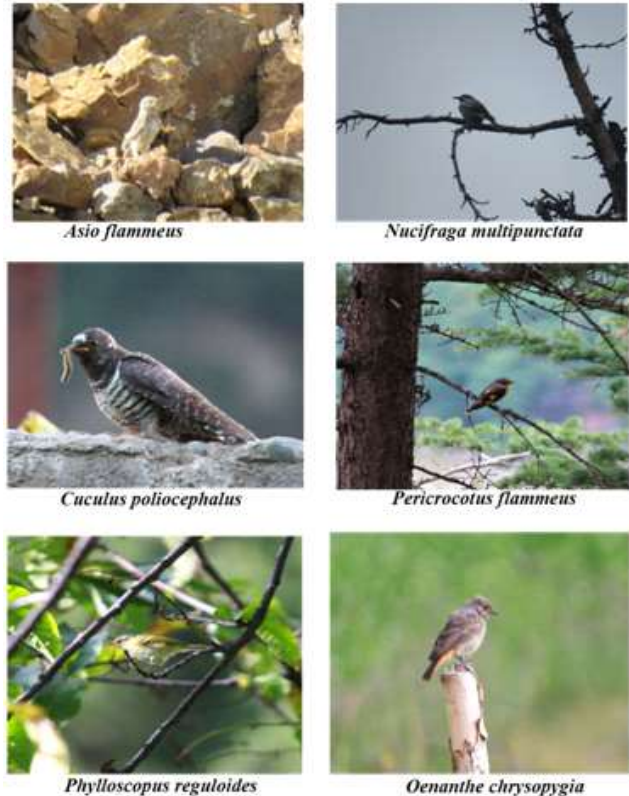 Asio flammeus
Nucifraga multipunctata
Cuculus poliocephalus
Pericrocotus flammeus
Phylloscopus reguloides
Oenanthe chrysopygia